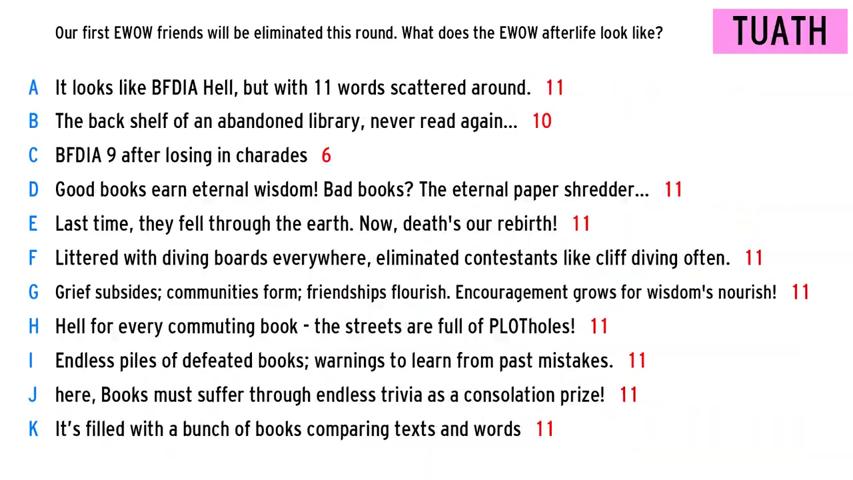 Our first EWOW friends will be eliminated this round. What does the EWOW afterlife look like?
TUATH
A It looks like BFDIA Hell, but with 11 words scattered around. 11
B The back shelf of an abandoned library, never read again... 10
C BFDIA 9 after losing in charades 6
D Good books earn eternal wisdom! Bad books? The eternal paper shredder... 11
E Last time, they fell through the earth. Now, death's our rebirth! 11
F Littered with diving boards everywhere, eliminated contestants like cliff diving often. 11
G Grief subsides; communities form; friendships flourish. Encouragement grows for wisdom's nourish! 11
H Hell for every commuting book - the streets are full of PLOTholes! 11
I Endless piles of defeated books; warnings to learn from past mistakes. 11
J here, Books must suffer through endless trivia as a consolation prize! 11
K It’s filled with a bunch of books comparing texts and words 11